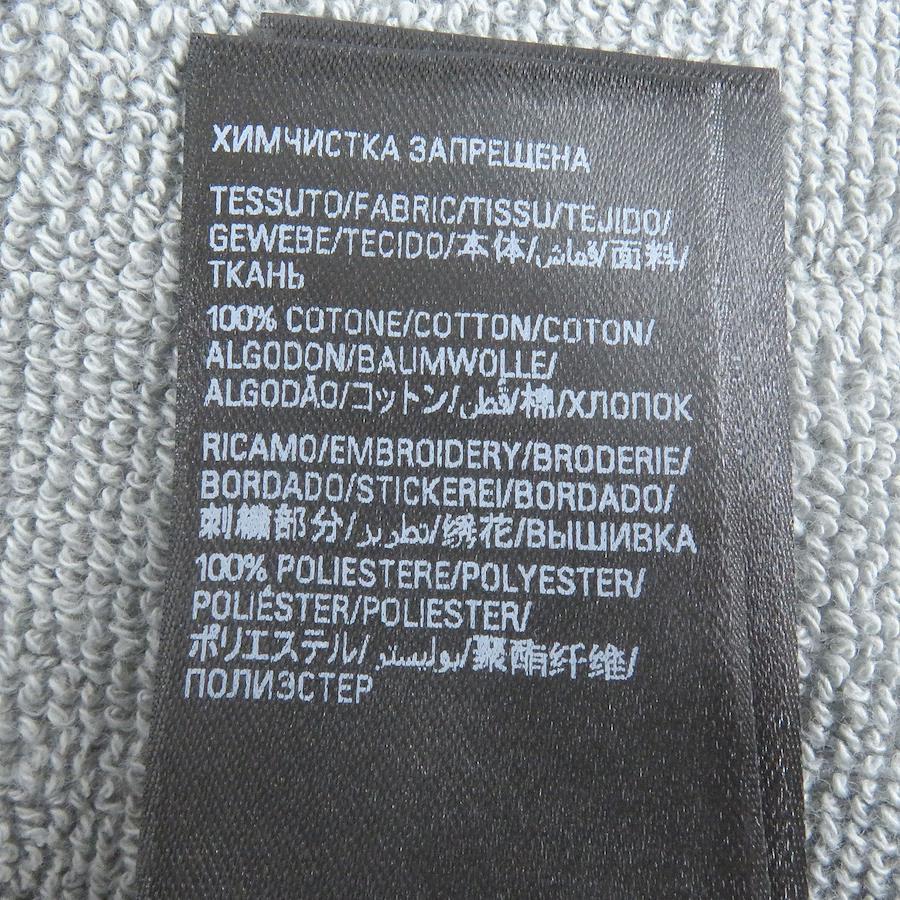 ХИМЧИСТКА ЗАПРЕЩЕНА
TESSUTO/FABRIC/TISSU/TEJIDO/
GEWEBE/TECIDO/本体/قماش/面料/
ТКАНЬ
100% COTONE/COTTON/COTON/
ALGODON/BAUMWOLLE/
ALGODÃO/コットン/قطن/棉/ХЛОПОК
RICAMO/EMBROIDERY/BRODERIE/
BORDADO/STICKEREI/BORDADO/
刺繍部分/تطريز/绣花/ВЫШИВКА
100% POLIESTERE/POLYESTER/
POLIÉSTER/POLIESTER/
ポリエステル/بوليستر/聚酯纤维/
ПОЛИЭСТЕР